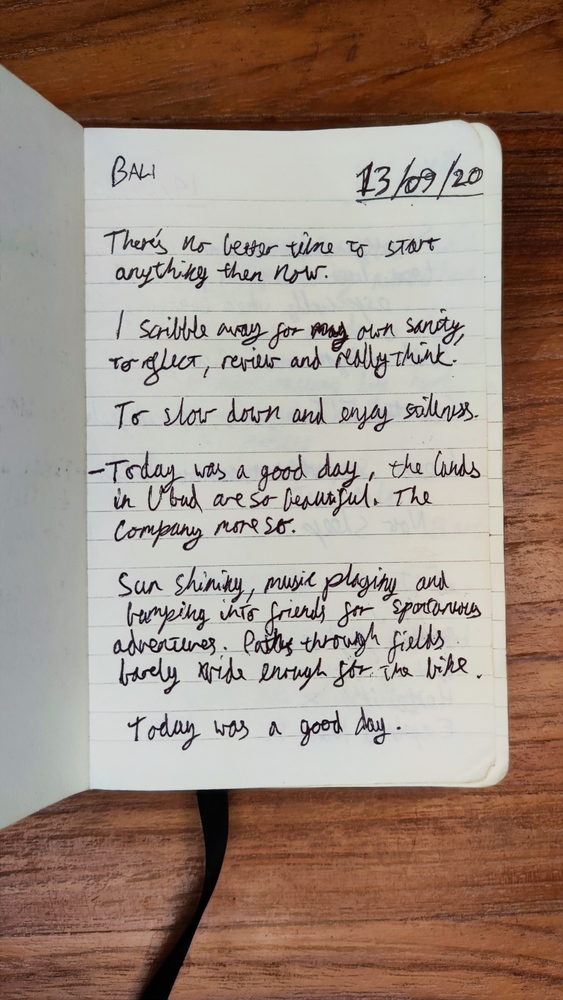 BALI
13/09/20
There's no better time to start
anything then now.
I scribble away for my own sanity,
to reflect, review and really think.
To slow down and enjoy stillness.
- Today was a good day, the lands
in Ubud are so beautiful. The
Company more so.
Sun shining, music playing and
bumping into friends for spontanious
adventures. Paths through fields
barely wide enough for the bike.
Today was a good day.